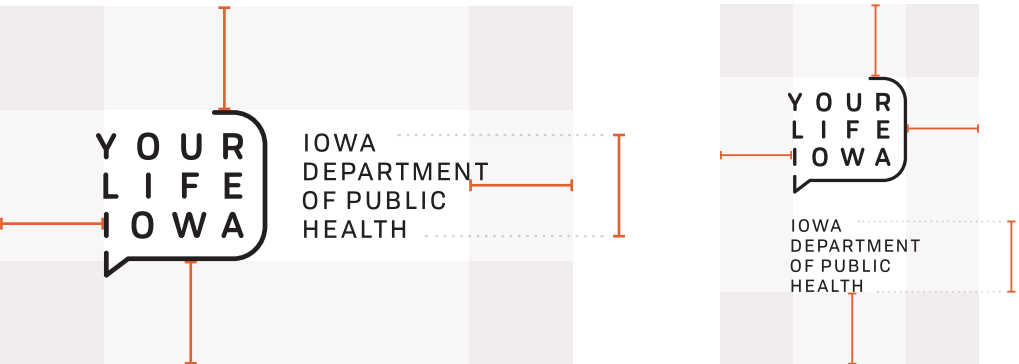 YOUR
LIFE
IOWA
IOWA
DEPARTMENT
OF PUBLIC
HEALTH
YOUR
LIFE
IOWA
IOWA
DEPARTMENT
OF PUBLIC
HEALTH